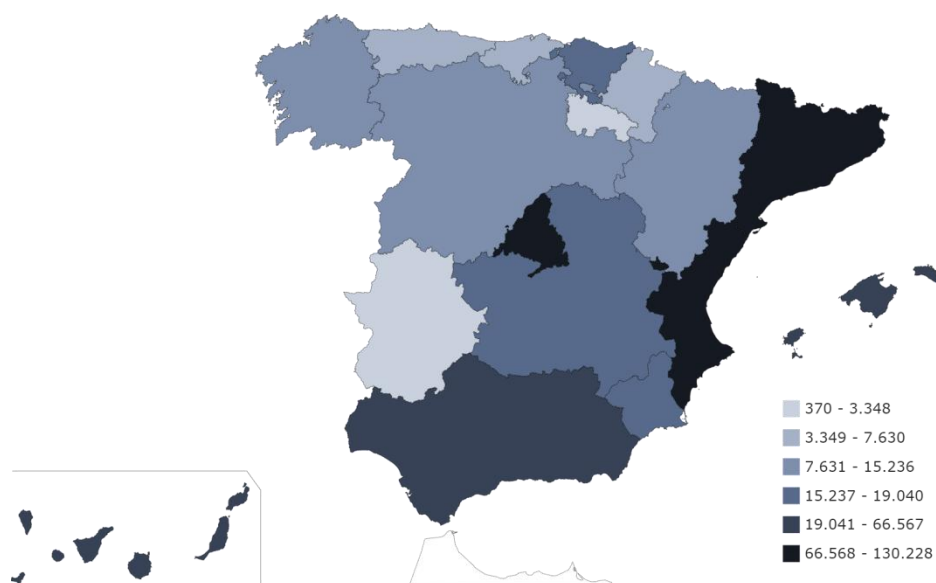 370 - 3.348
3.349 - 7.630
7.631 - 15.236
15.237 - 19.040
19.041 - 66.567
66.568 - 130.228